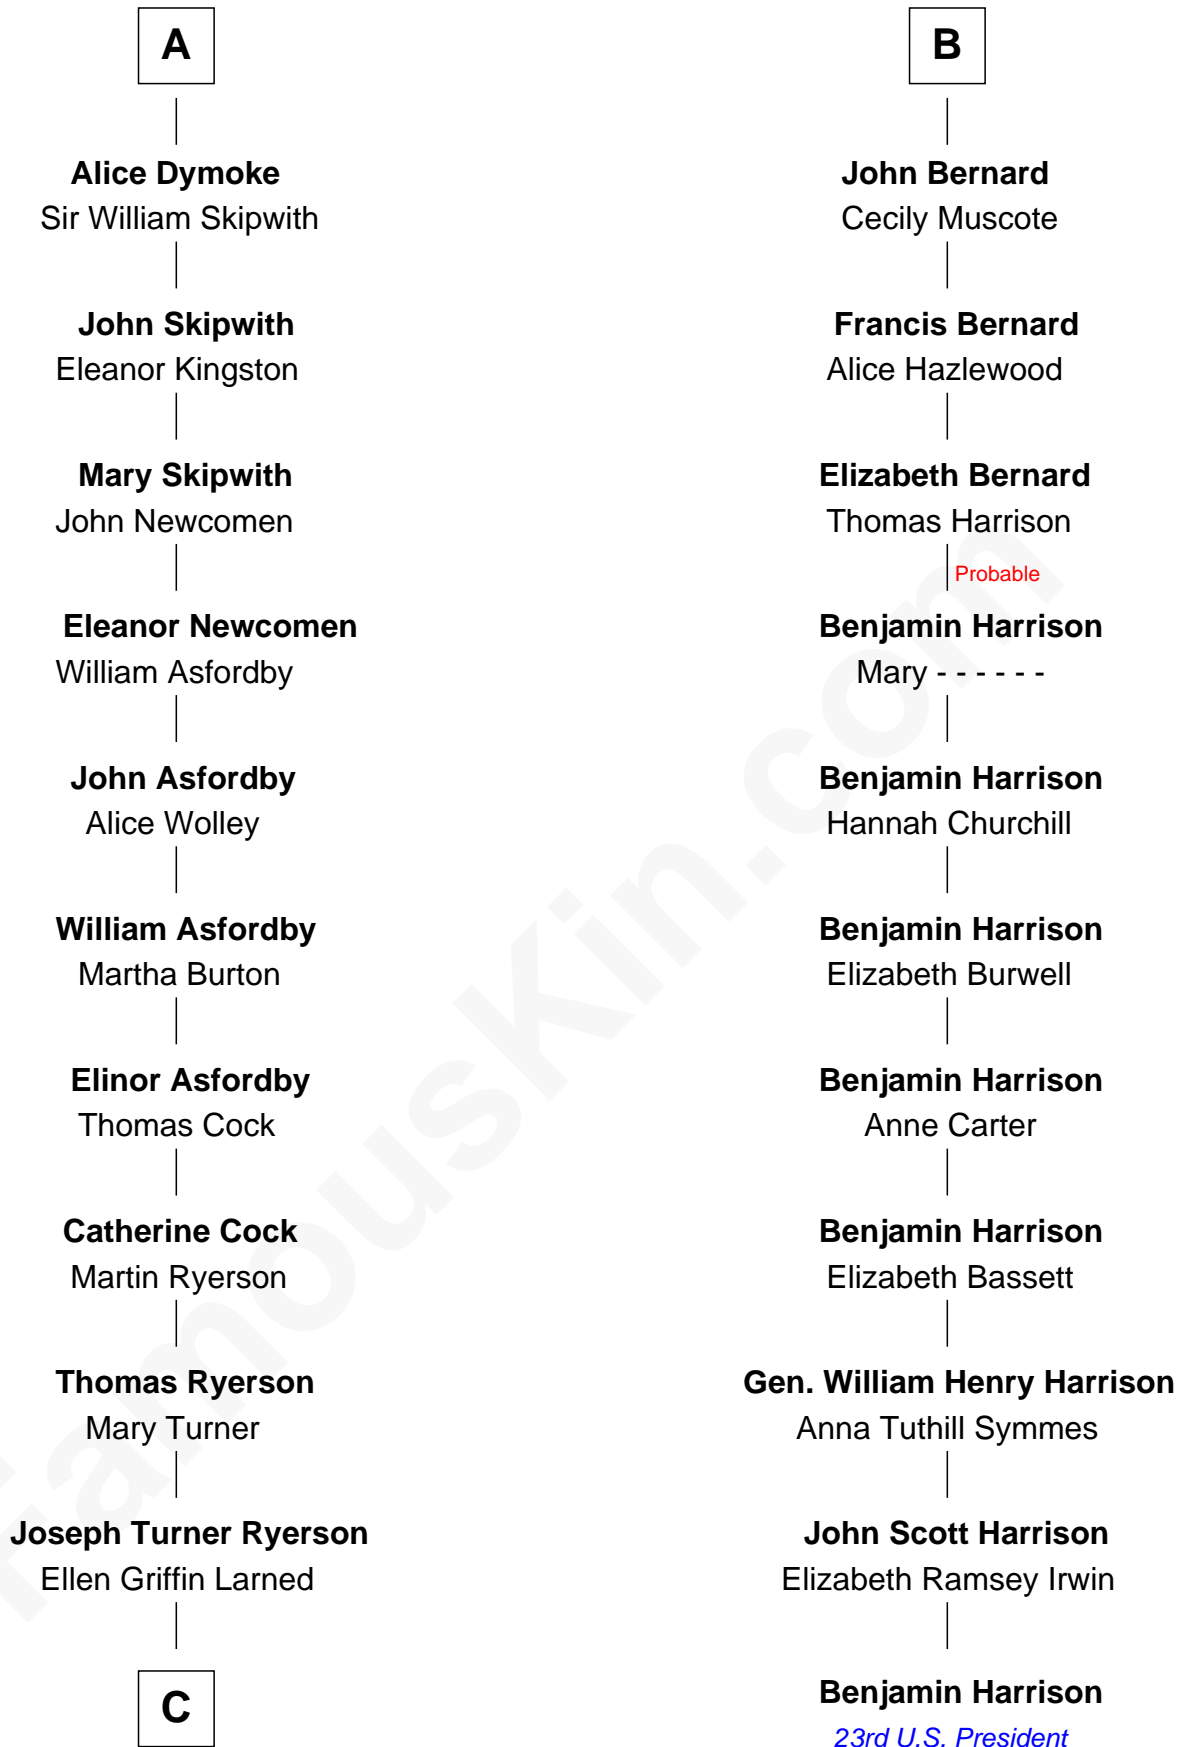 A
Alice Dymoke
Sir William Skipwith
John Skipwith
Eleanor Kingston
Mary Skipwith
John Newcomen
Eleanor Newcomen
William Asfordby
John Asfordby
Alice Wolley
William Asfordby
Martha Burton
Elinor Asfordby
Thomas Cock
Catherine Cock
Martin Ryerson
Thomas Ryerson
Mary Turner
Joseph Turner Ryerson
Ellen Griffin Larned
C
B
John Bernard
Cecily Muscote
Francis Bernard
Alice Hazlewood
Elizabeth Bernard
Thomas Harrison
Probable
Benjamin Harrison
Mary - - - - - -
Benjamin Harrison
Hannah Churchill
Benjamin Harrison
Elizabeth Burwell
Benjamin Harrison
Anne Carter
Benjamin Harrison
Elizabeth Bassett
Gen. William Henry Harrison
Anna Tuthill Symmes
John Scott Harrison
Elizabeth Ramsey Irwin
Benjamin Harrison
23rd U.S. President
FamousKin.com